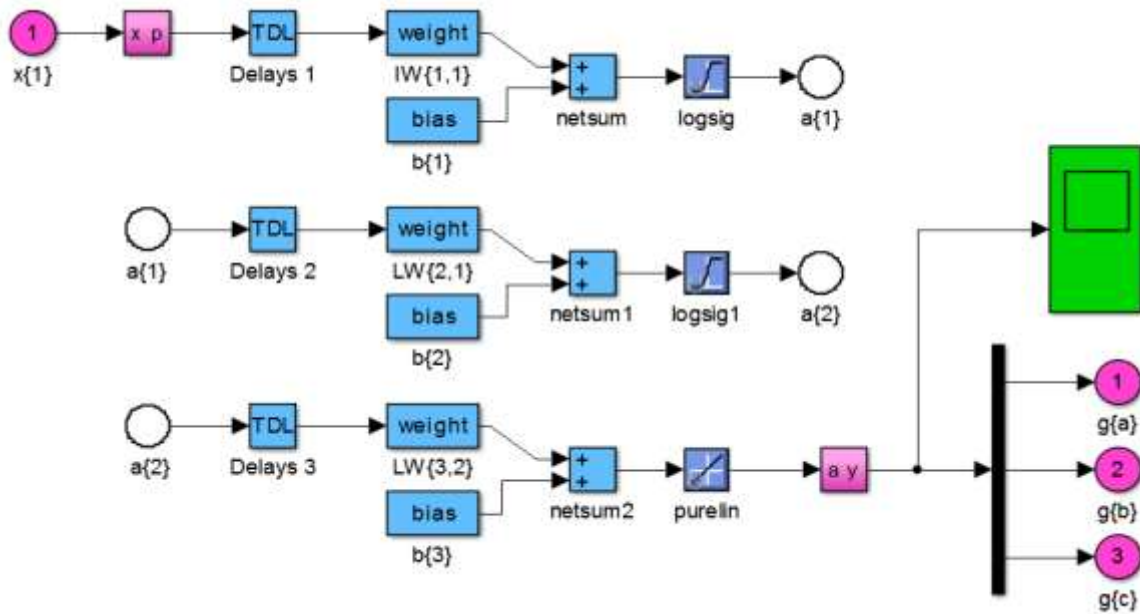 1 x p TDL weight
x{1} Delays 1 IW{1,1}
+
+
netsum logsig a{1}
bias
b{1}
TDL weight
a{1} Delays 2 LW{2,1}
+
+
netsum1 logsig1 a{2}
bias
b{2}
TDL weight
a{2} Delays 3 LW{3,2}
+
+
netsum2 purelin a y
bias
b{3}
1
g{a}
2
g{b}
3
g{c}